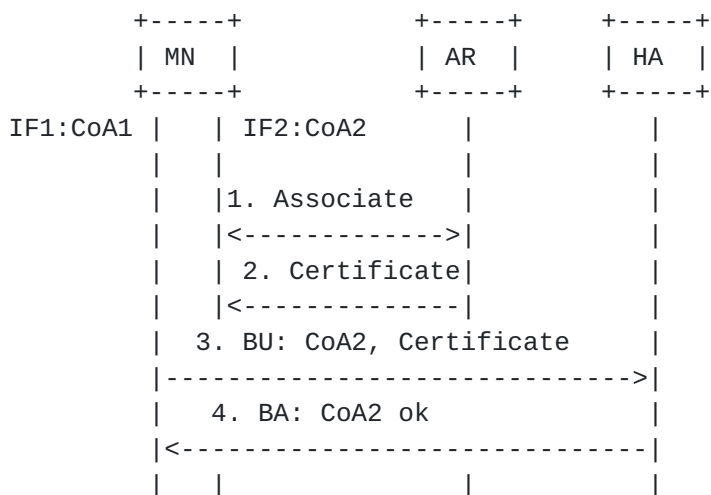 MN AR HA
IF1:CoA1 IF2:CoA2
1. Associate
2. Certificate
3. BU: CoA2, Certificate
4. BA: CoA2 ok